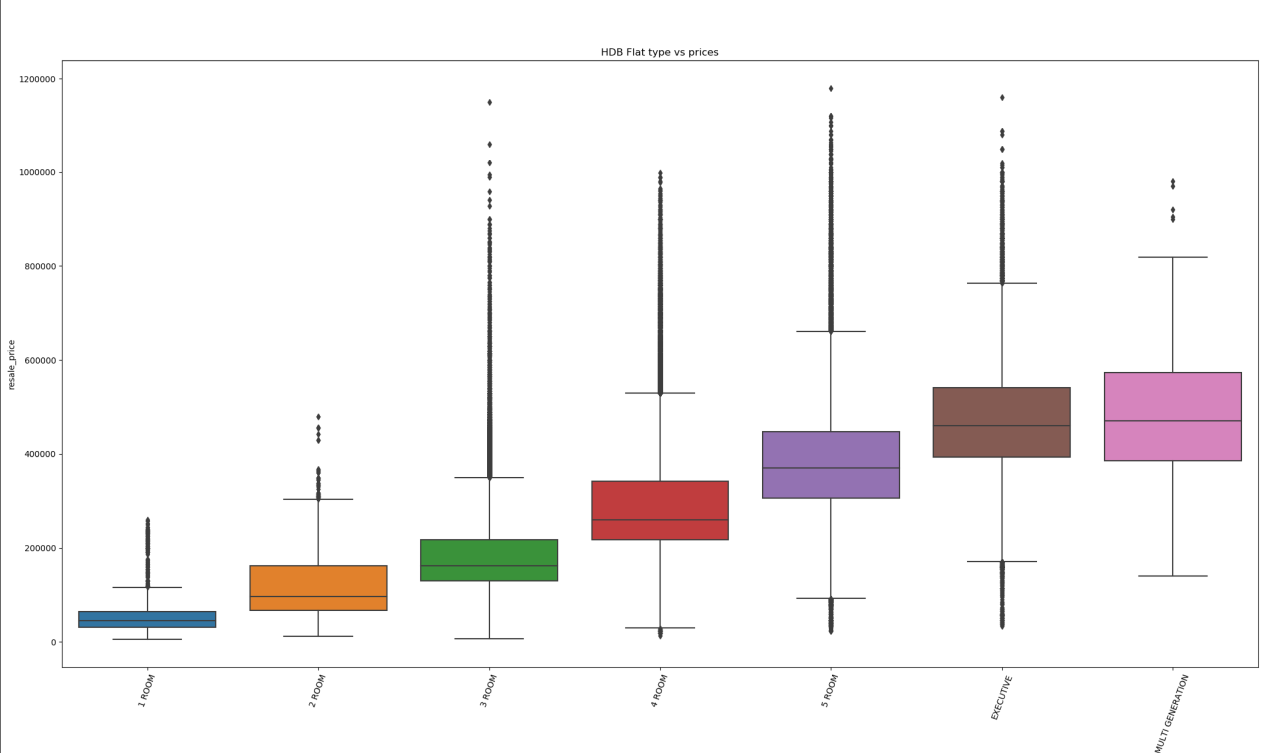 HDB Flat type vs prices
1200000
1000000
800000
600000
400000
200000
0
resale_price
1 ROOM
2 ROOM
3 ROOM
4 ROOM
5 ROOM
EXECUTIVE
MULTI GENERATION